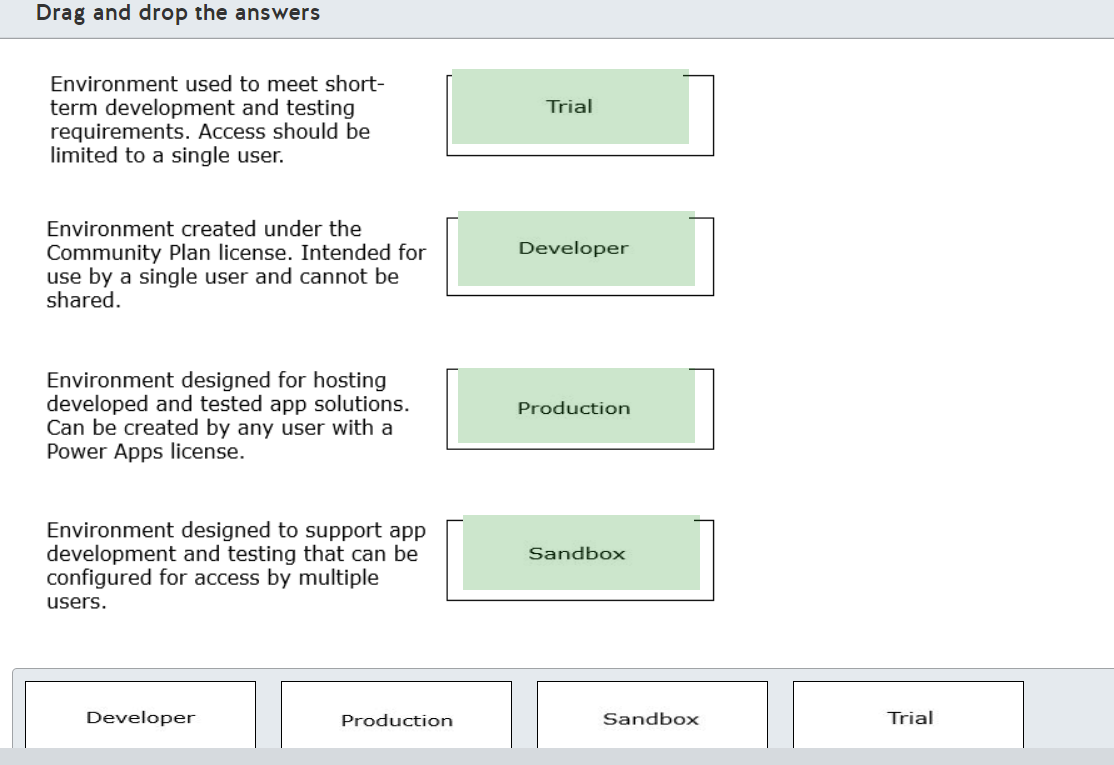 Drag and drop the answers
Environment used to meet short-
term development and testing
requirements. Access should be
limited to a single user.
Trial
Environment created under the
Community Plan license. Intended for
use by a single user and cannot be
shared.
Developer
Environment designed for hosting
developed and tested app solutions.
Can be created by any user with a
Power Apps license.
Production
Environment designed to support app
development and testing that can be
configured for access by multiple
users.
Sandbox
Developer
Production
Sandbox
Trial